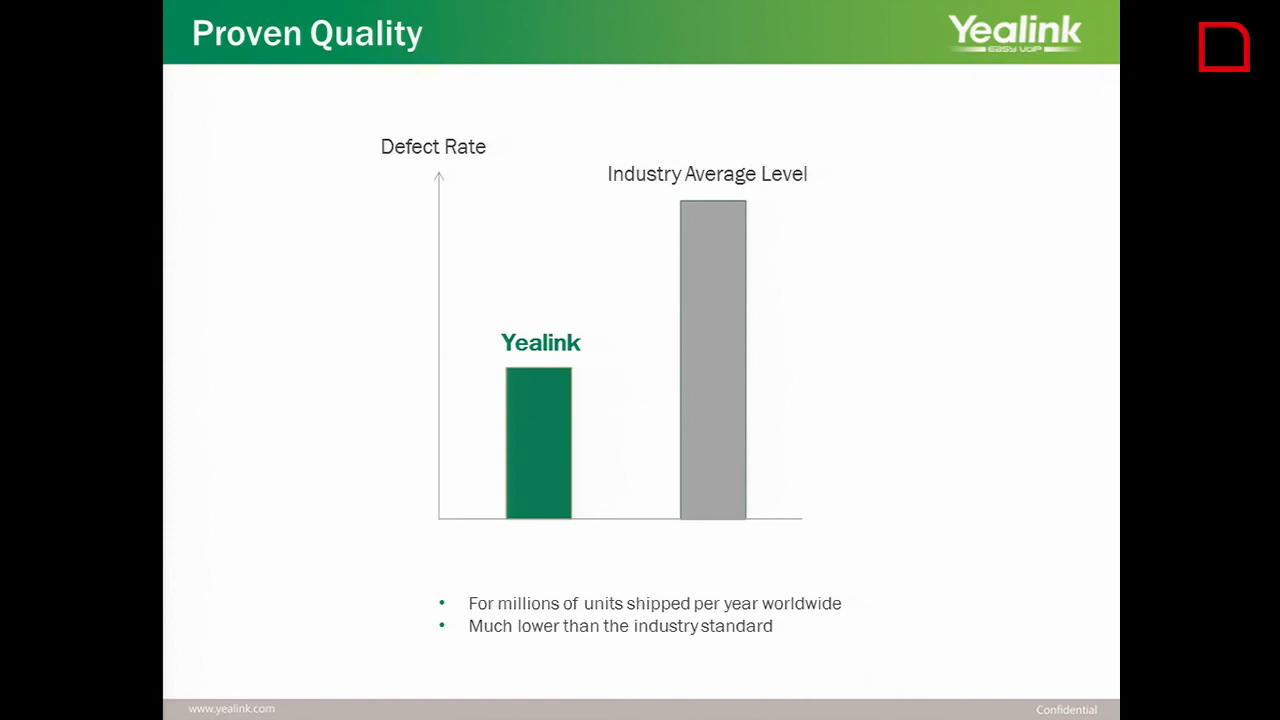 Proven Quality
Yealink
EASY VoIP
Defect Rate
Industry Average Level
Yealink
• For millions of units shipped per year worldwide
• Much lower than the industry standard
www.yealink.com
Confidential